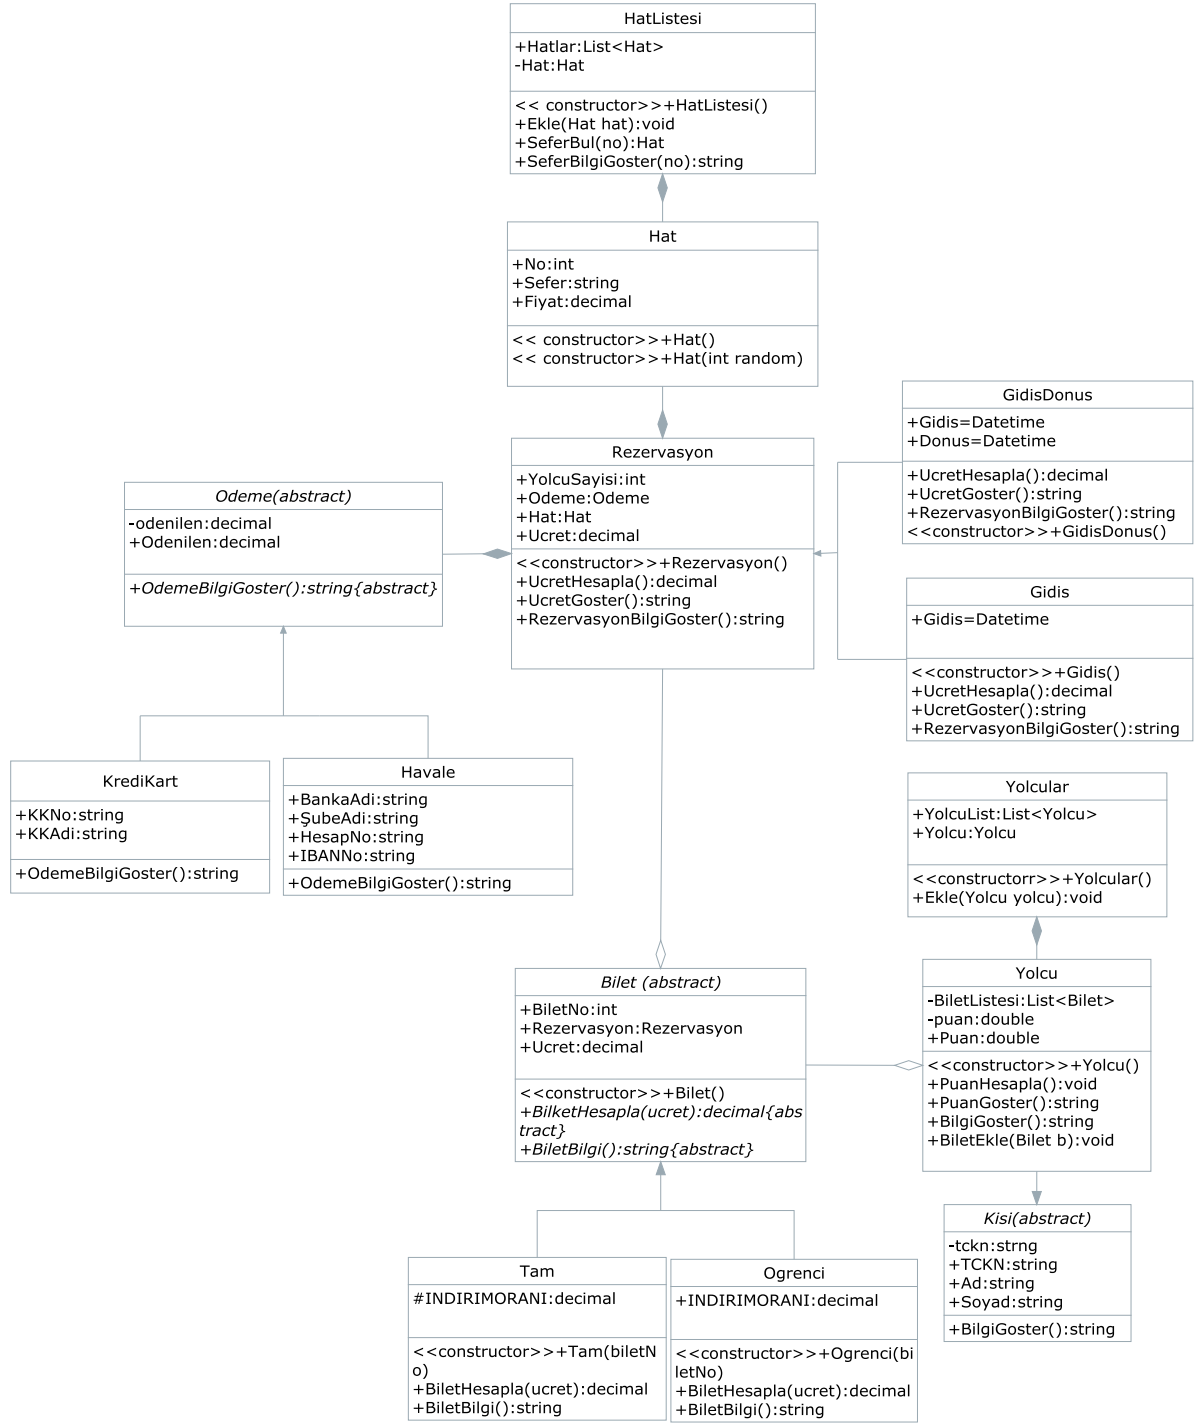 HatListesi
+Hatlar:List<Hat>
-Hat:Hat
<< constructor>>+HatListesi()
+Ekle(Hat hat):void
+SeferBul(no):Hat
+SeferBilgiGoster(no):string
Hat
+No:int
+Sefer:string
+Fiyat:decimal
<< constructor>>+Hat()
<< constructor>>+Hat(int random)
GidisDonus
+Gidis=Datetime
+Donus=Datetime
+UcretHesapla():decimal
+UcretGoster():string
+RezervasyonBilgiGoster():string
<<constructor>>+GidisDonus()
Rezervasyon
+YolcuSayisi:int
+Odeme:Odeme
+Hat:Hat
+Ucret:decimal
<<constructor>>+Rezervasyon()
+UcretHesapla():decimal
+UcretGoster():string
+RezervasyonBilgiGoster():string
Odeme(abstract)
-odenilen:decimal
+Odenilen:decimal
+OdemeBilgiGoster():string{abstract}
Gidis
+Gidis=Datetime
<<constructor>>+Gidis()
+UcretHesapla():decimal
+UcretGoster():string
+RezervasyonBilgiGoster():string
KrediKart
+KKNo:string
+KKAdi:string
+OdemeBilgiGoster():string
Havale
+BankaAdi:string
+ŞubeAdi:string
+HesapNo:string
+IBANNo:string
+OdemeBilgiGoster():string
Yolcular
+YolcuList:List<Yolcu>
+Yolcu:Yolcu
<<constructorr>>+Yolcular()
+Ekle(Yolcu yolcu):void
Bilet (abstract)
+BiletNo:int
+Rezervasyon:Rezervasyon
+Ucret:decimal
<<constructor>>+Bilet()
+BilketHesapla(ucret):decimal{abs
tract}
+BiletBilgi():string{abstract}
Yolcu
-BiletListesi:List<Bilet>
-puan:double
+Puan:double
<<constructor>>+Yolcu()
+PuanHesapla():void
+PuanGoster():string
+BilgiGoster():string
+BiletEkle(Bilet b):void
Kisi(abstract)
-tckn:strng
+TCKN:string
+Ad:string
+Soyad:string
+BilgiGoster():string
Tam
#INDIRIMORANI:decimal
<<constructor>>+Tam(biletN
o)
+BiletHesapla(ucret):decimal
+BiletBilgi():string
Ogrenci
+INDIRIMORANI:decimal
<<constructor>>+Ogrenci(bi
letNo)
+BiletHesapla(ucret):decimal
+BiletBilgi():string